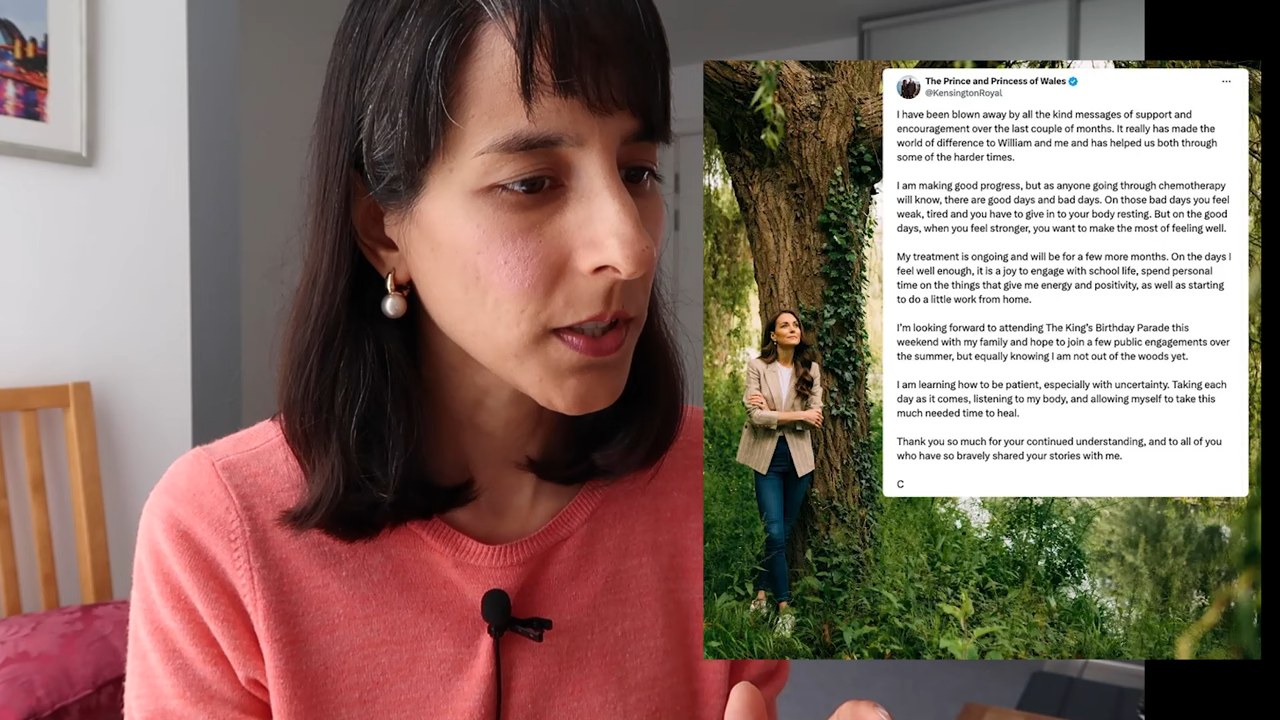 The Prince and Princess of Wales
@KensingtonRoyal
I have been blown away by all the kind messages of support and
encouragement over the last couple of months. It really has made the
world of difference to William and me and has helped us both through
some of the harder times.
I am making good progress, but as anyone going through chemotherapy
will know, there are good days and bad days. On those bad days you feel
weak, tired and you have to give in to your body resting. But on the good
days, when you feel stronger, you want to make the most of feeling well.
My treatment is ongoing and will be for a few more months. On the days I
feel well enough, it is a joy to engage with school life, spend personal
time on the things that give me energy and positivity, as well as starting
to do a little work from home.
I'm looking forward to attending The King's Birthday Parade this
weekend with my family and hope to join a few public engagements over
the summer, but equally knowing I am not out of the woods yet.
I am learning how to be patient, especially with uncertainty. Taking each
day as it comes, listening to my body, and allowing myself to take this
much needed time to heal.
Thank you so much for your continued understanding, and to all of you
who have so bravely shared your stories with me.
C